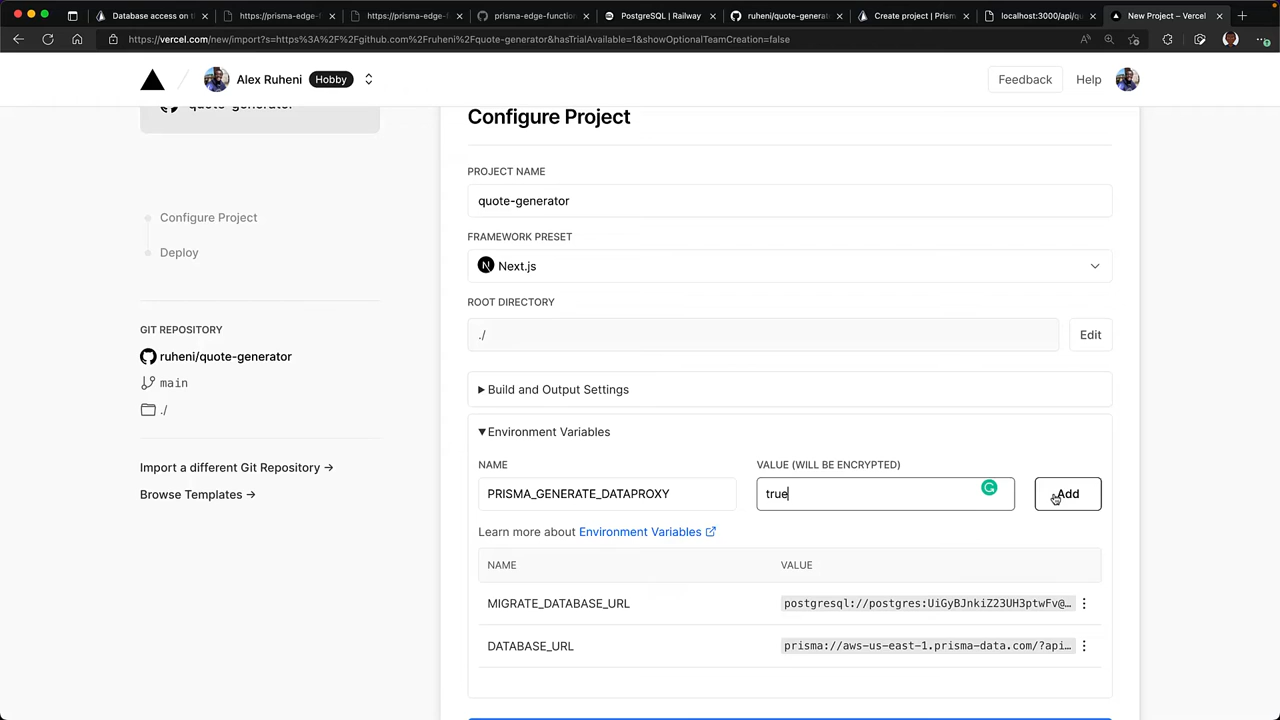 Database access on t
https://prisma-edge-f
https://prisma-edge-f
prisma-edge-function
PostgreSQL | Railway
ruheni/quote-genera
Create project | Prism
localhost:3000/api/q
New Project – Vercel
https://vercel.com/new/import?s=https%3A%2F%2Fgithub.com%2Fruheni%2Fquote-generator&hasTrialAvailable=1&showOptionalTeamCreation=false
Alex Ruheni Hobby
Feedback Help
quote-generator
Configure Project
PROJECT NAME
quote-generator
Configure Project
FRAMEWORK PRESET
Deploy
N Next.js
ROOT DIRECTORY
./ Edit
GIT REPOSITORY
ruheni/quote-generator
main
./
Build and Output Settings
Environment Variables
Import a different Git Repository →
Browse Templates →
NAME VALUE (WILL BE ENCRYPTED)
PRISMA_GENERATE_DATAPROXY true Add
Learn more about Environment Variables
NAME VALUE
MIGRATE_DATABASE_URL postgresql://postgres:UiGyBJnkiZ23UH3ptwFv@…
DATABASE_URL prisma://aws-us-east-1.prisma-data.com/?api…